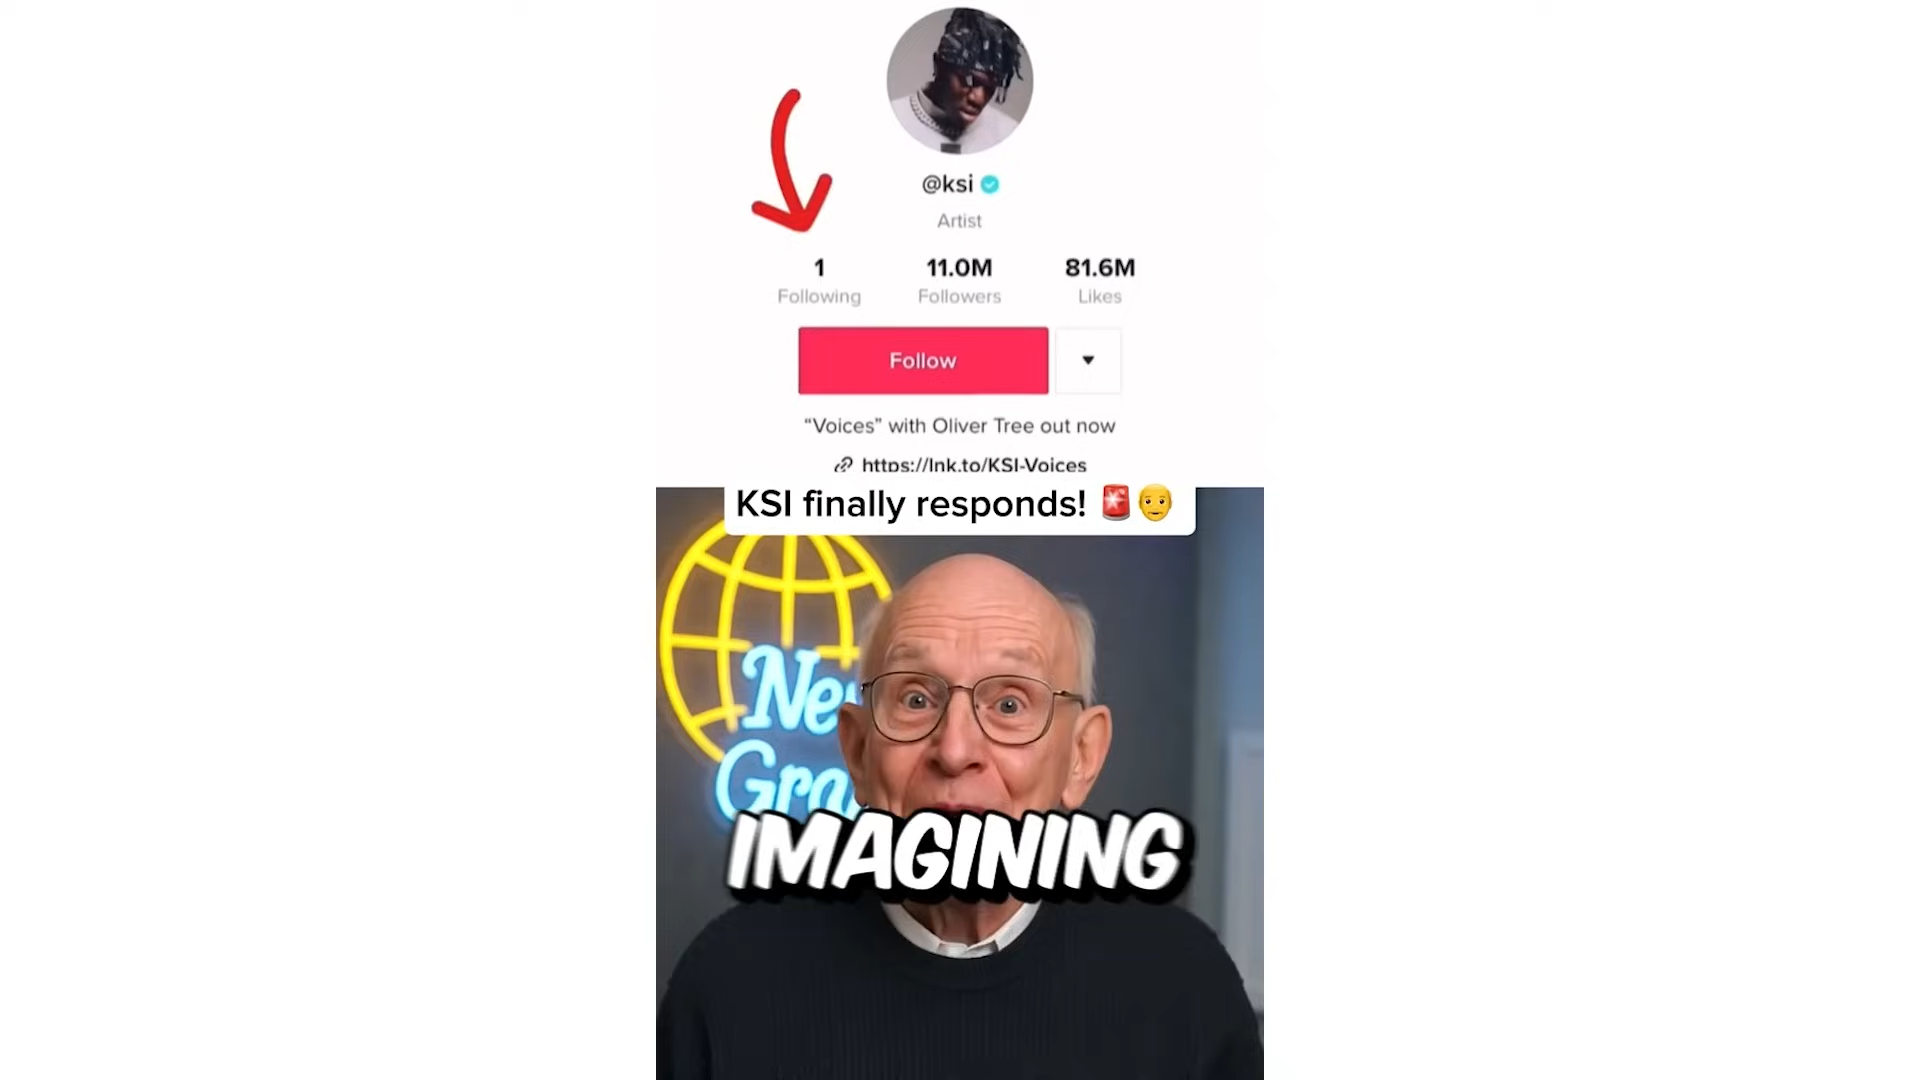 @ksi
Artist
1 11.0M 81.6M
Following Followers Likes
Follow
“Voices” with Oliver Tree out now
https://lnk.to/KSI-Voices
KSI finally responds!
IMAGINING